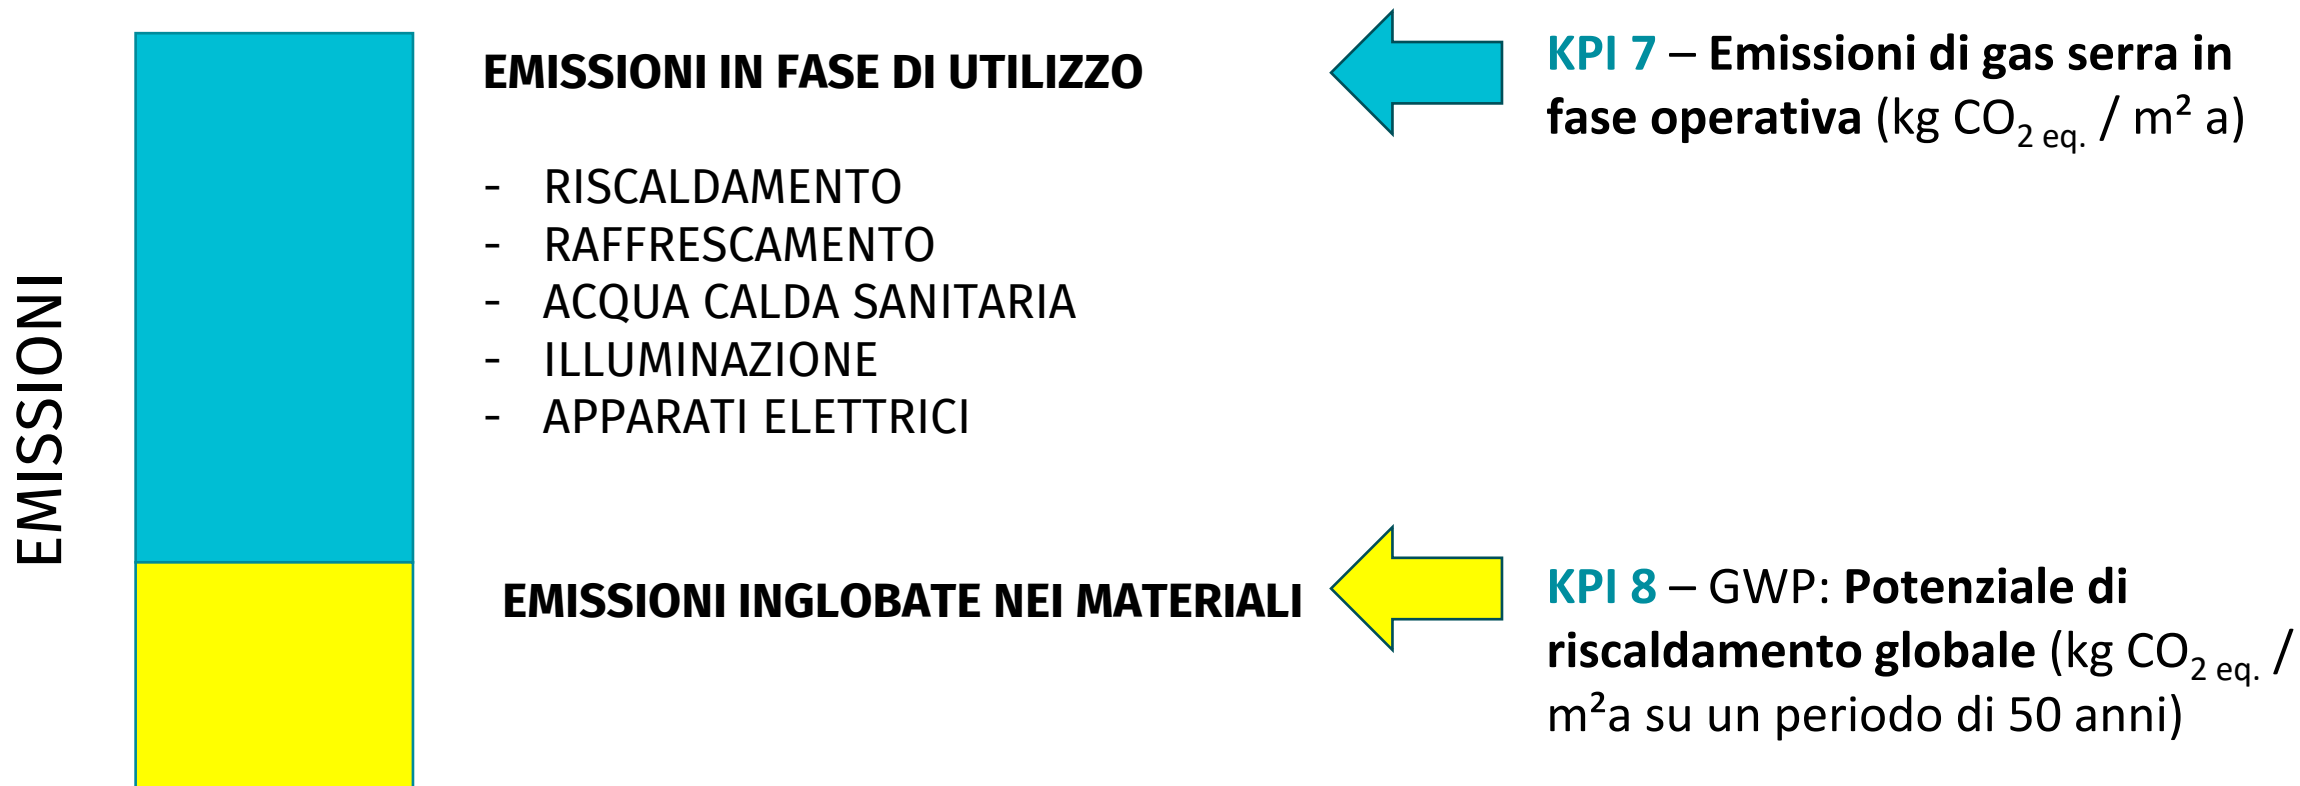 EMISSIONI
EMISSIONI IN FASE DI UTILIZZO
- RISCALDAMENTO
- RAFFRESCAMENTO
- ACQUA CALDA SANITARIA
- ILLUMINAZIONE
- APPARATI ELETTRICI
EMISSIONI INGLOBATE NEI MATERIALI
KPI 7 – Emissioni di gas serra in
fase operativa (kg CO₂ eq. / m² a)
KPI 8 – GWP: Potenziale di
riscaldamento globale (kg CO₂ eq. /
m²a su un periodo di 50 anni)